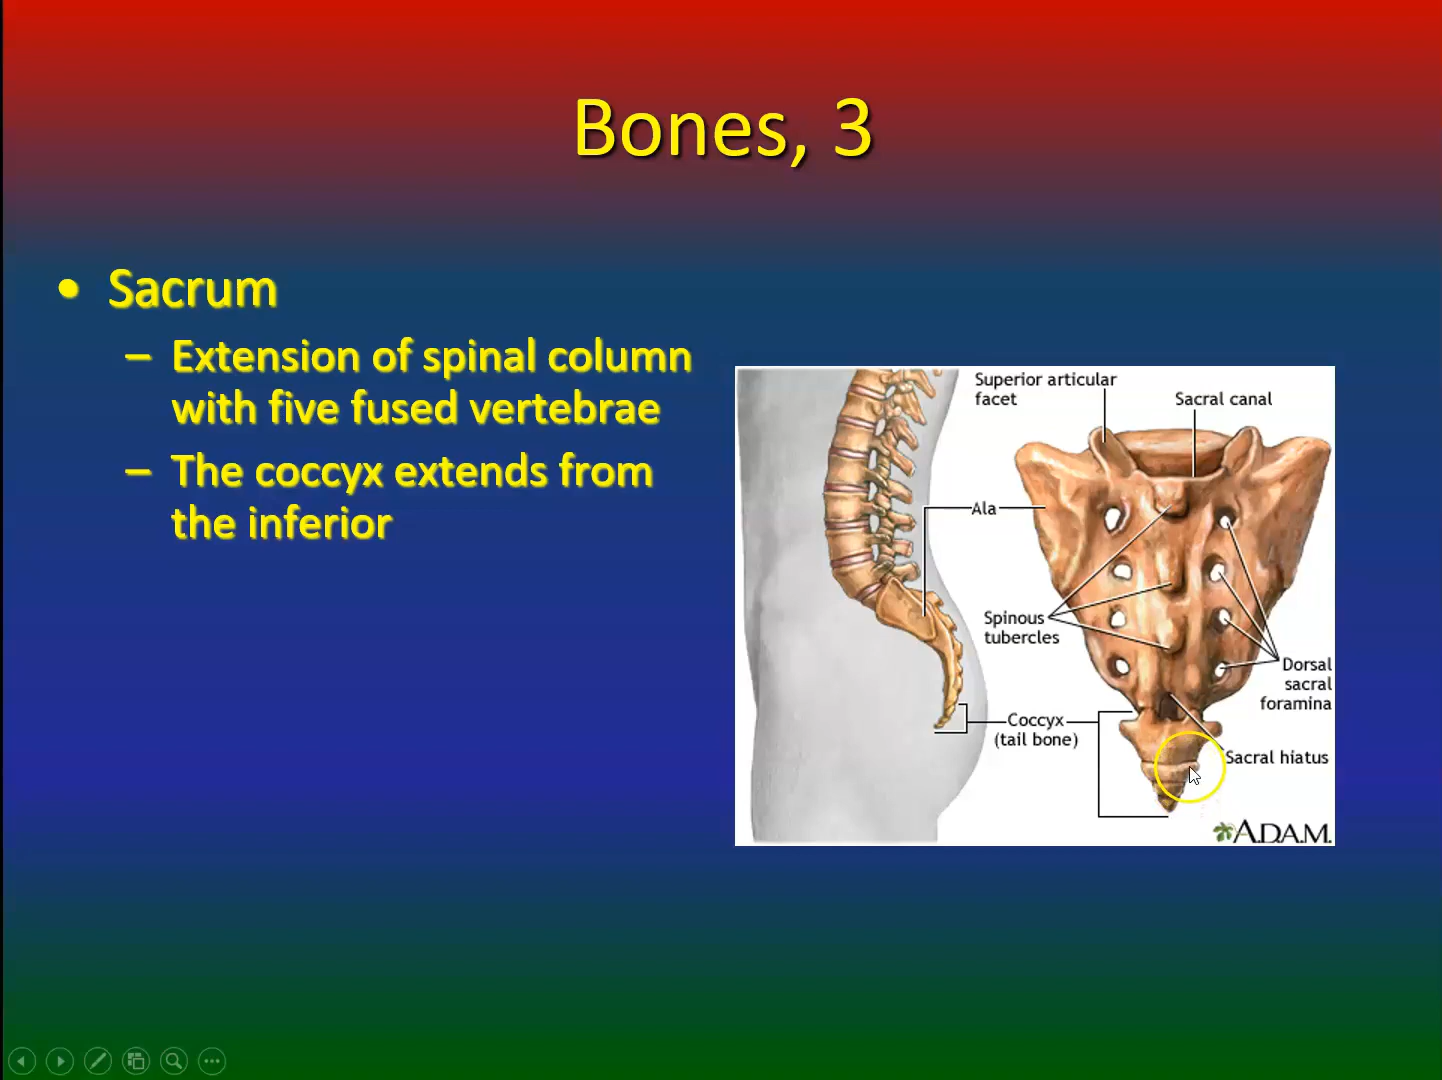 Bones, 3
• Sacrum
– Extension of spinal column
with five fused vertebrae
– The coccyx extends from
the inferior
Superior articular
facet
Sacral canal
Ala
Spinous
tubercles
Dorsal
sacral
foramina
Coccyx
(tail bone)
Sacral hiatus
A.D.A.M.